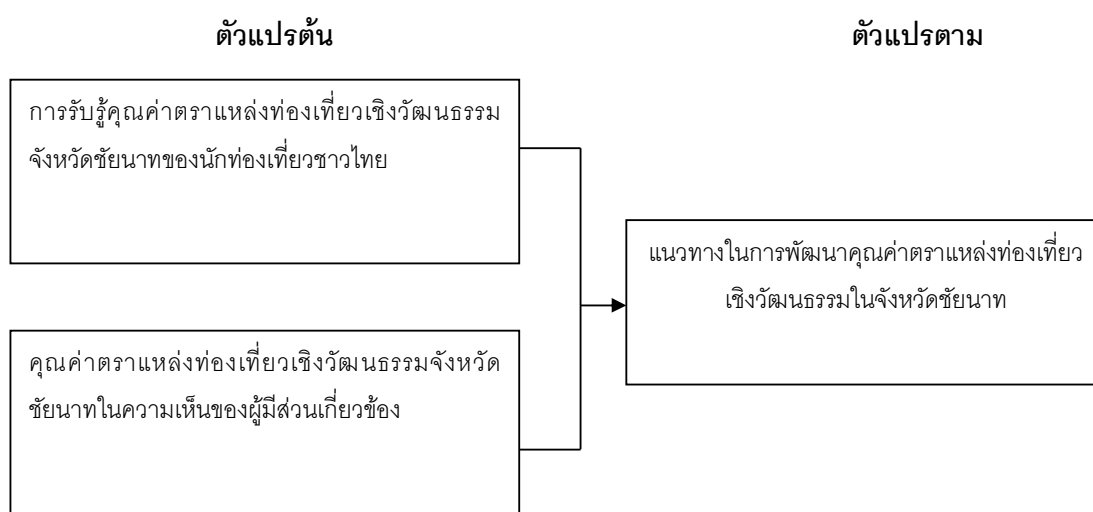 ตัวแปรต้น
ตัวแปรตาม
การรับรู้คุณค่าตราแหล่งท่องเที่ยวเชิงวัฒนธรรม
จังหวัดชัยนาทของนักท่องเที่ยวชาวไทย
แนวทางในการพัฒนาคุณค่าตราแหล่งท่องเที่ยว
เชิงวัฒนธรรมในจังหวัดชัยนาท
คุณค่าตราแหล่งท่องเที่ยวเชิงวัฒนธรรมจังหวัด
ชัยนาทในความเห็นของผู้มีส่วนเกี่ยวข้อง